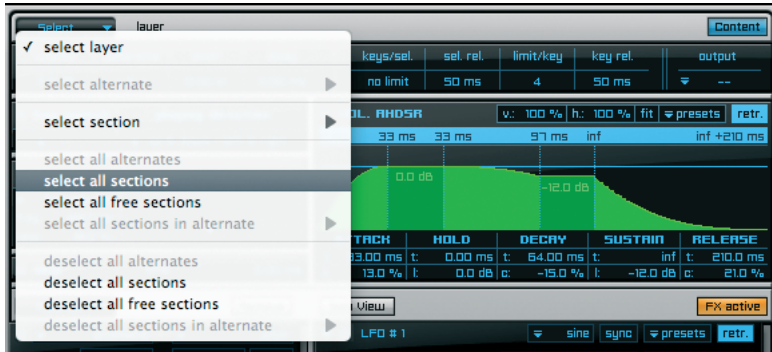 Select layer Content
✓ select layer
select alternate
select section
select all alternates
select all sections
select all free sections
select all sections in alternate
deselect all alternates
deselect all sections
deselect all free sections
deselect all sections in alternate
keys/sel. sel. rel. limit/key key rel. output
no limit 50 ms 4 50 ms --
OL. AHDSR v.: 100 % h.: 100 % fit presets retr.
33 ms 33 ms 97 ms inf inf +210 ms
0.0 dB -12.0 dB
TTACK HOLD DECAY SUSTAIN RELEASE
33.00 ms t: 0.00 ms t: 64.00 ms t: inf t: 210.0 ms
13.0 % l: 0.0 dB c: -15.0 % l: -12.0 dB c: 21.0 %
View FX active
LFO # 1 sine sync presets retr.